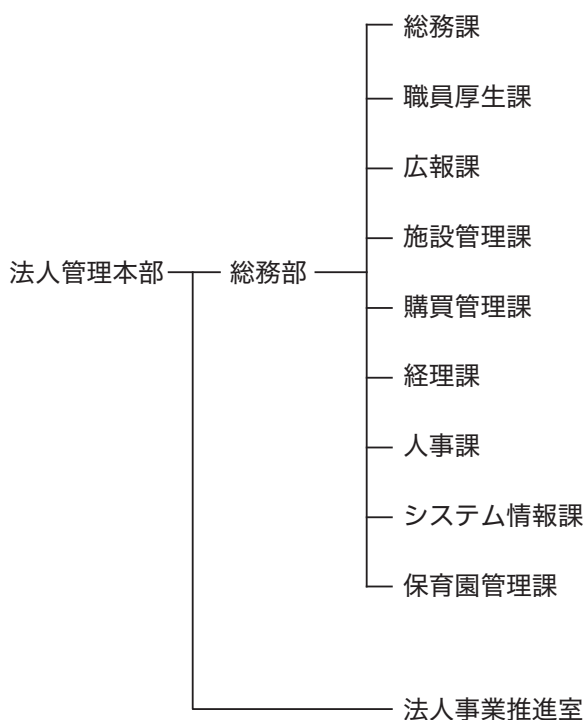 総務課
職員厚生課
広報課
施設管理課
法人管理本部 総務部
購買管理課
経理課
人事課
システム情報課
保育園管理課
法人事業推進室